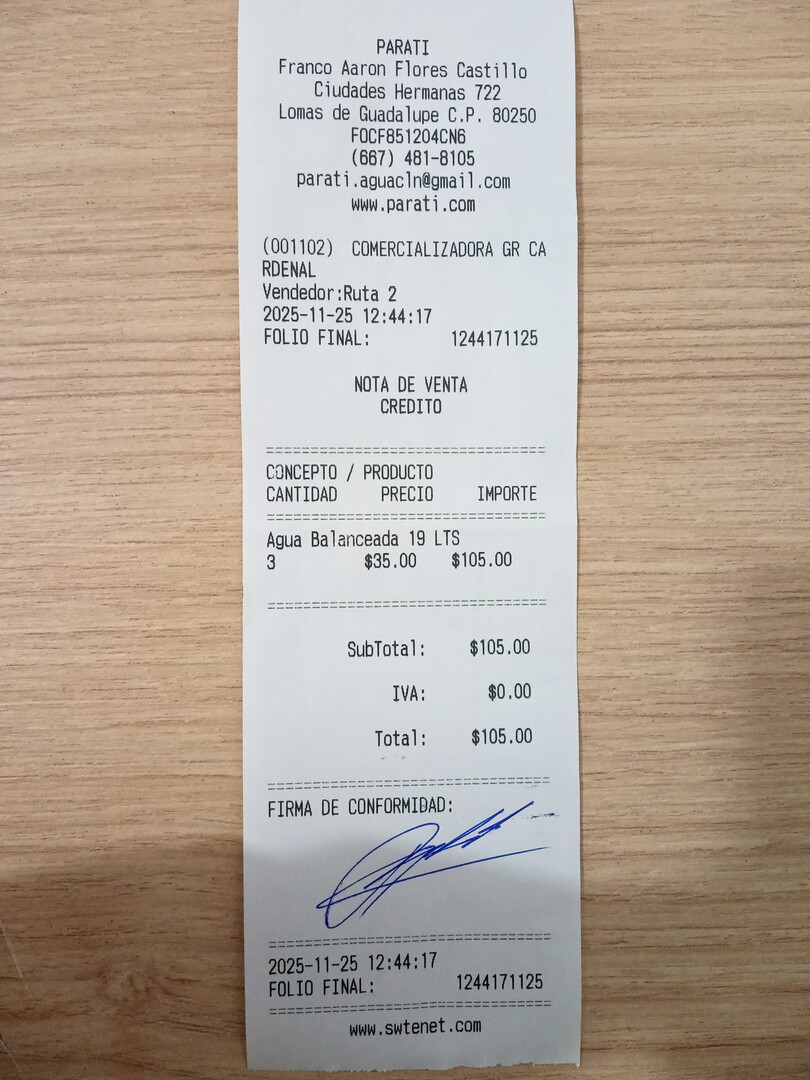 PARATI
Franco Aaron Flores Castillo
Ciudades Hermanas 722
Lomas de Guadalupe C.P. 80250
FOCF851204CN6
(667) 481-8105
parati.aguacln@gmail.com
www.parati.com
(001102) COMERCIALIZADORA GR CA
RDENAL
Vendedor:Ruta 2
2025-11-25 12:44:17
FOLIO FINAL: 1244171125
NOTA DE VENTA
CREDITO
CONCEPTO / PRODUCTO
CANTIDAD PRECIO IMPORTE
Agua Balanceada 19 LTS
3 $35.00 $105.00
SubTotal: $105.00
IVA: $0.00
Total: $105.00
FIRMA DE CONFORMIDAD:
2025-11-25 12:44:17
FOLIO FINAL: 1244171125
www.swtenet.com